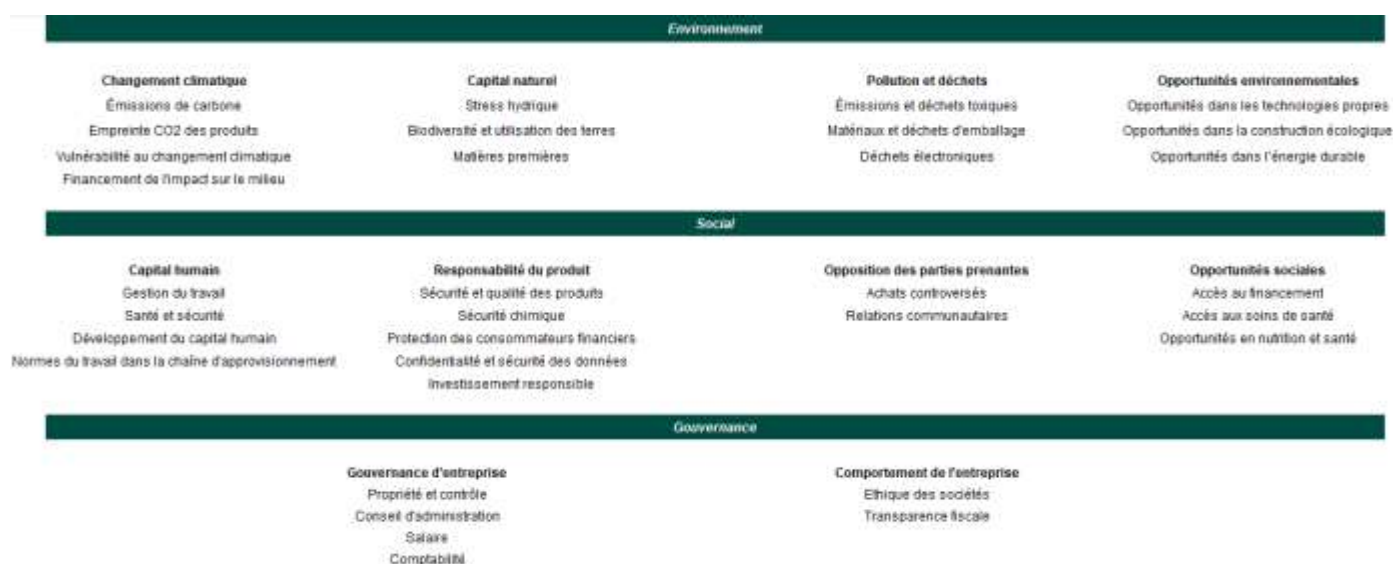 Environnement
Changement climatique
Émissions de carbone
Empreinte CO2 des produits
Vulnérabilité au changement climatique
Financement de l'impact sur le milieu
Capital naturel
Stress hydrique
Biodiversité et utilisation des terres
Matières premières
Pollution et déchets
Émissions et déchets toxiques
Matériaux et déchets d'emballage
Déchets électroniques
Opportunités environnementales
Opportunités dans les technologies propres
Opportunités dans la construction écologique
Opportunités dans l'énergie durable
Social
Capital humain
Gestion du travail
Santé et sécurité
Développement du capital humain
Normes du travail dans la chaîne d'approvisionnement
Responsabilité du produit
Sécurité et qualité des produits
Sécurité chimique
Protection des consommateurs financiers
Confidentialité et sécurité des données
Investissement responsable
Opposition des parties prenantes
Achats controversés
Relations communautaires
Opportunités sociales
Accès au financement
Accès aux soins de santé
Opportunités en nutrition et santé
Gouvernance
Gouvernance d'entreprise
Propriété et contrôle
Conseil d'administration
Salaire
Comptabilité
Comportement de l'entreprise
Ethique des sociétés
Transparence fiscale